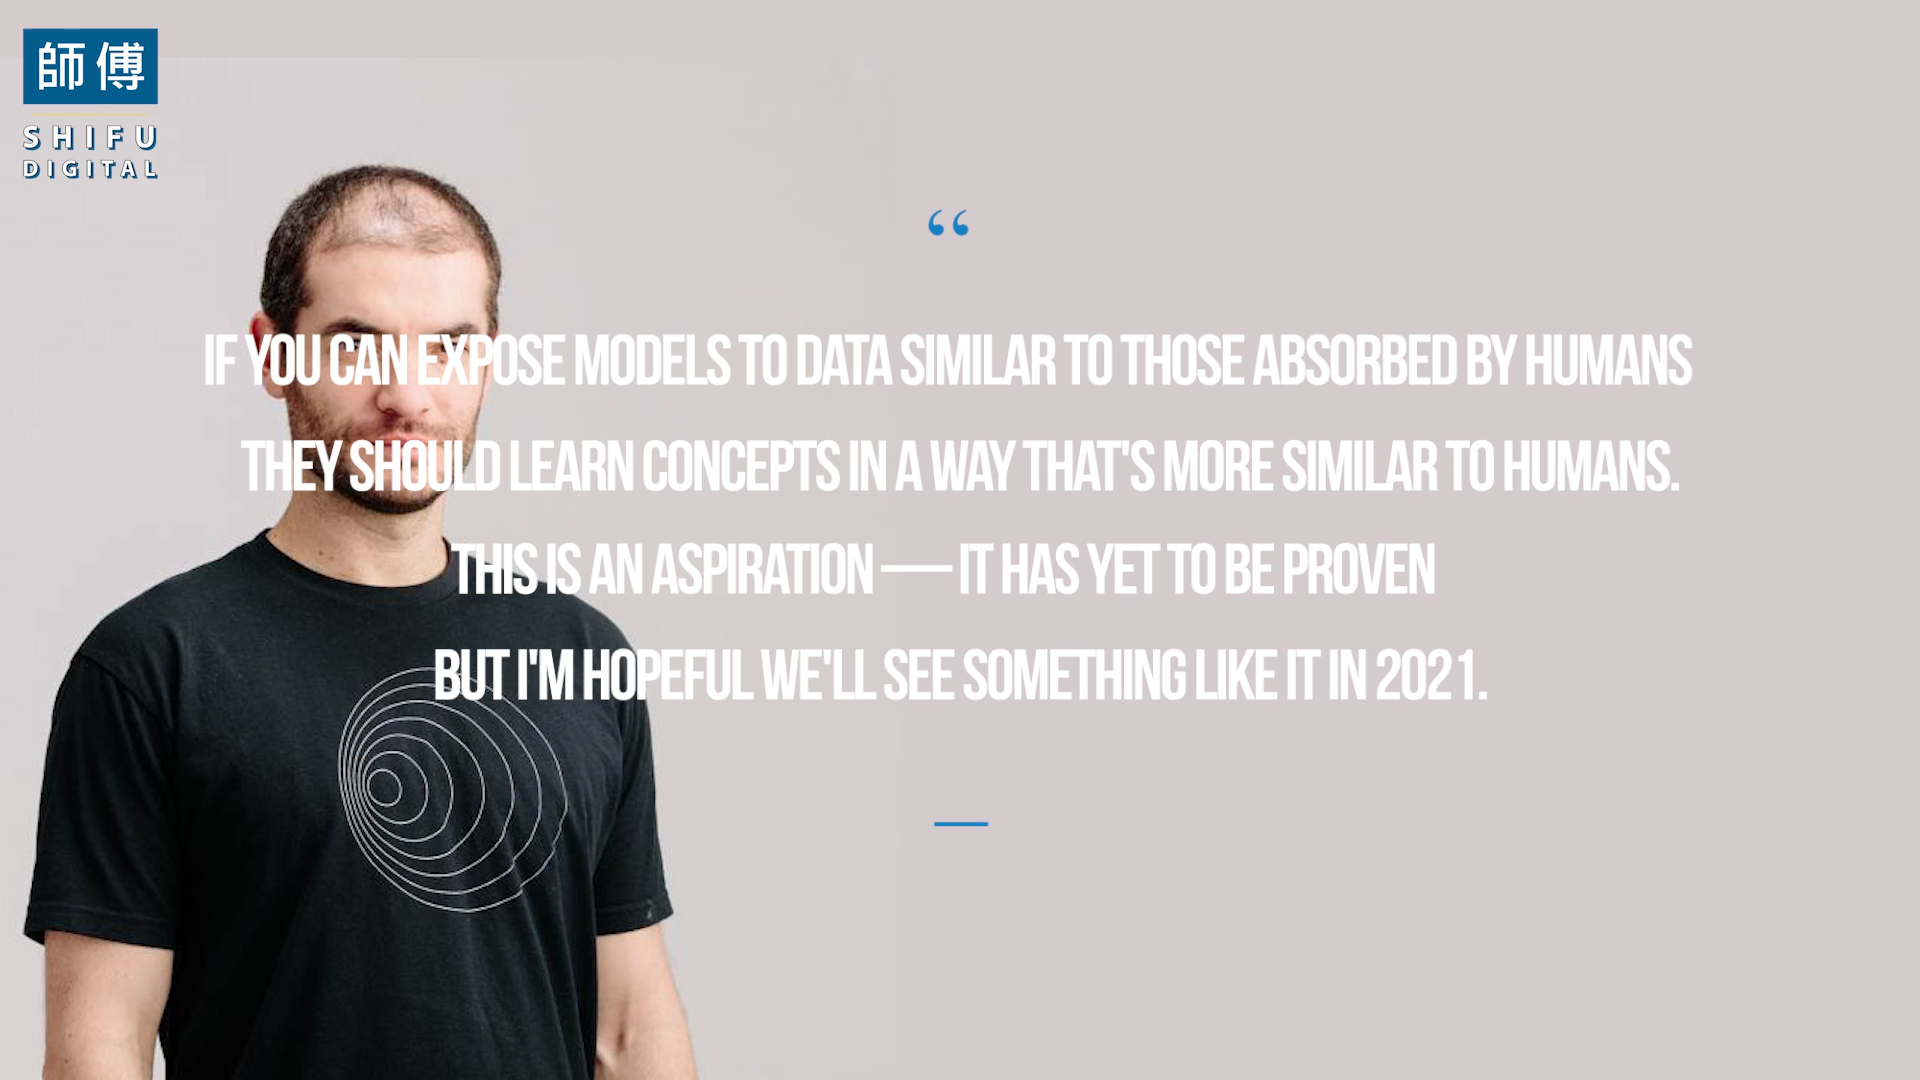 師傅
SHIFU
DIGITAL
“
IF YOU CAN EXPOSE MODELS TO DATA SIMILAR TO THOSE ABSORBED BY HUMANS
THEY SHOULD LEARN CONCEPTS IN A WAY THAT'S MORE SIMILAR TO HUMANS.
THIS IS AN ASPIRATION — IT HAS YET TO BE PROVEN
BUT I'M HOPEFUL WE'LL SEE SOMETHING LIKE IT IN 2021.